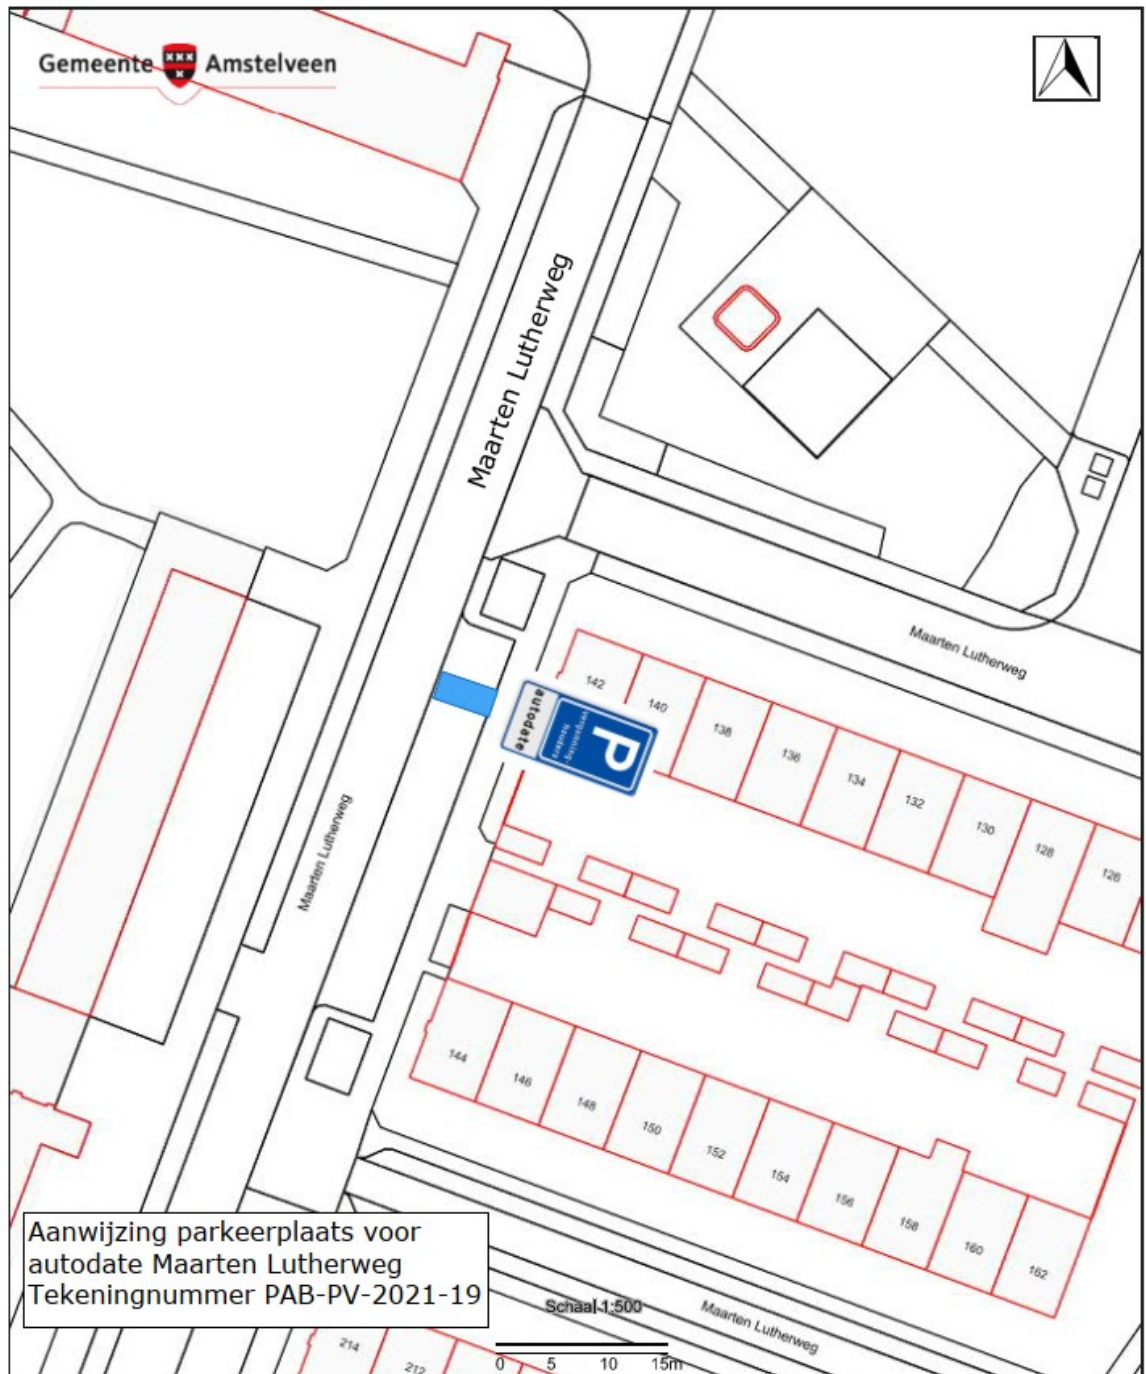 Gemeente Amstelveen
Maarten Lutherweg
Maarten Lutherweg
142
140
138
136
134
132
130
128
126
P
vergunning-
houders
autodate
Maarten Lutherweg
144
146
148
150
152
154
156
158
160
162
Aanwijzing parkeerplaats voor
autodate Maarten Lutherweg
Tekeningnummer PAB-PV-2021-19
Schaal 1:500
Maarten Lutherweg
214
212
0 5 10 15m